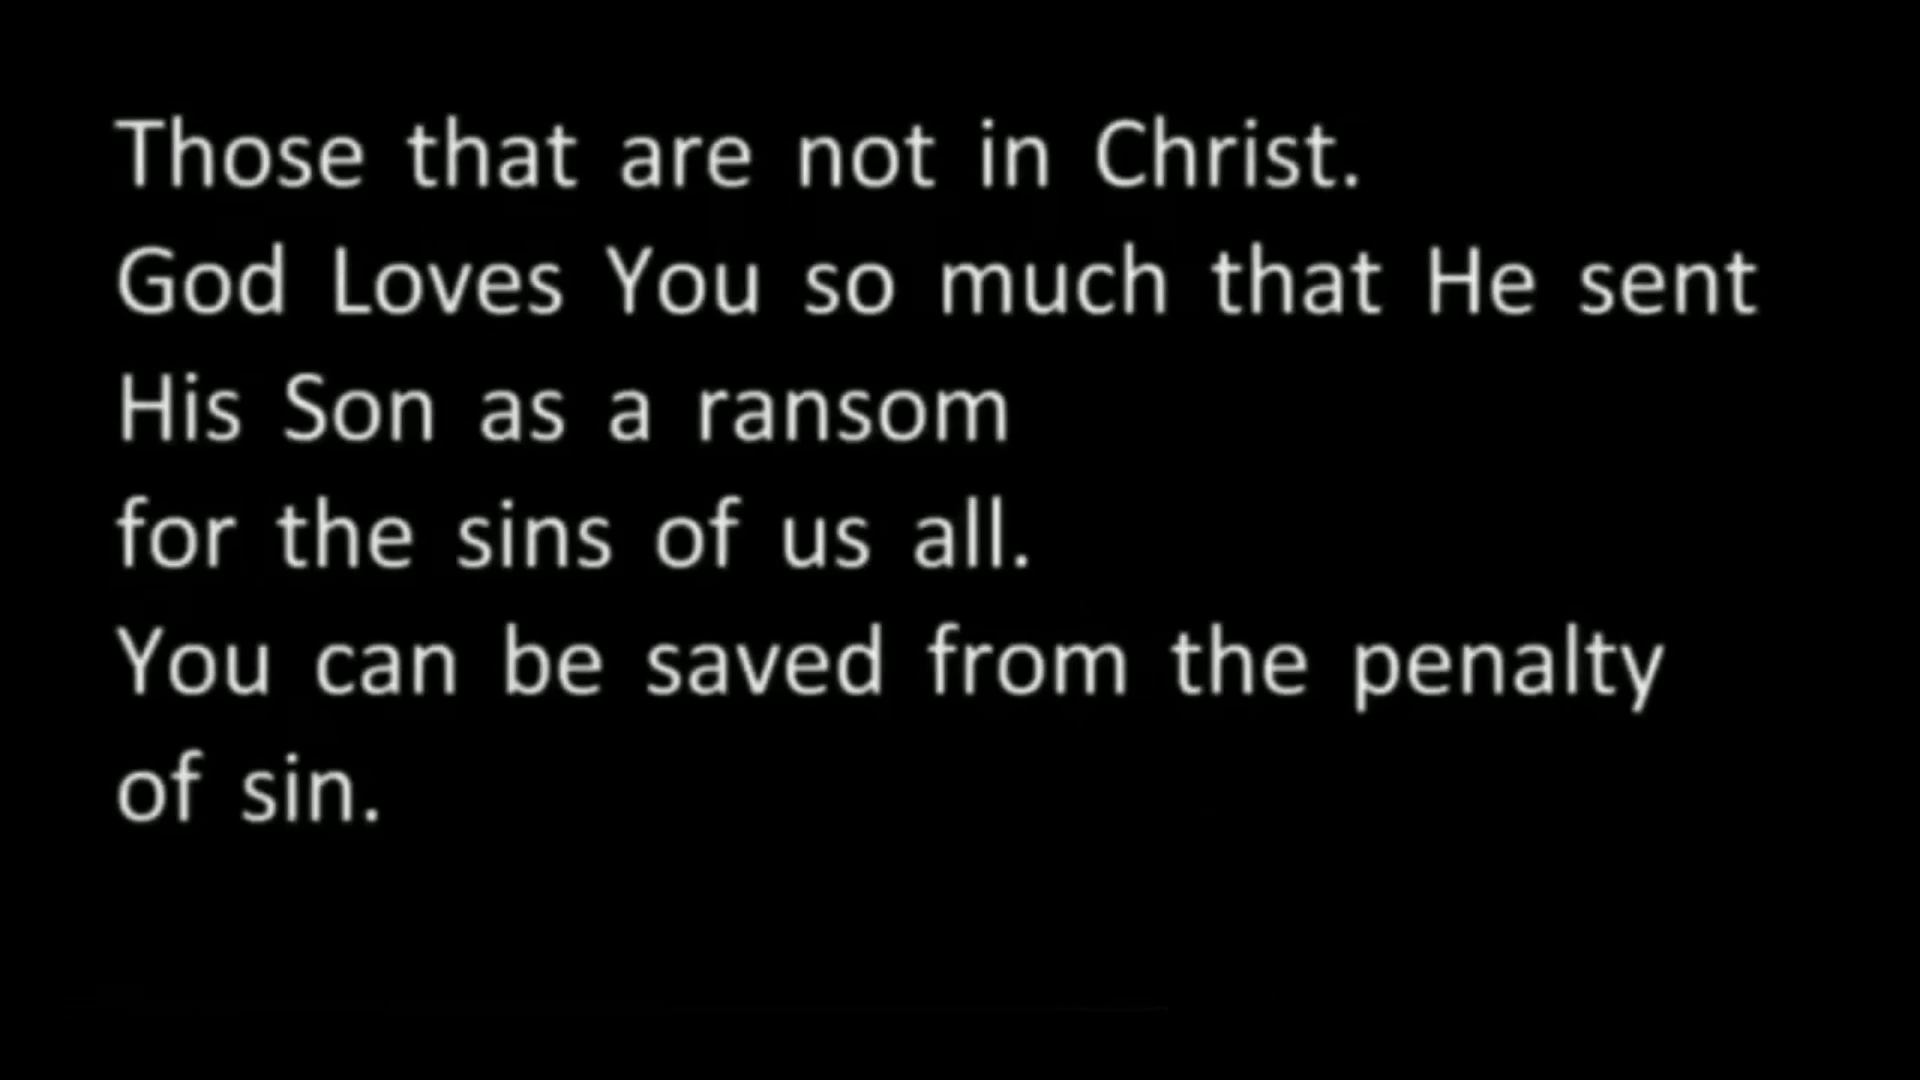 Those that are not in Christ.
God Loves You so much that He sent
His Son as a ransom
for the sins of us all.
You can be saved from the penalty
of sin.